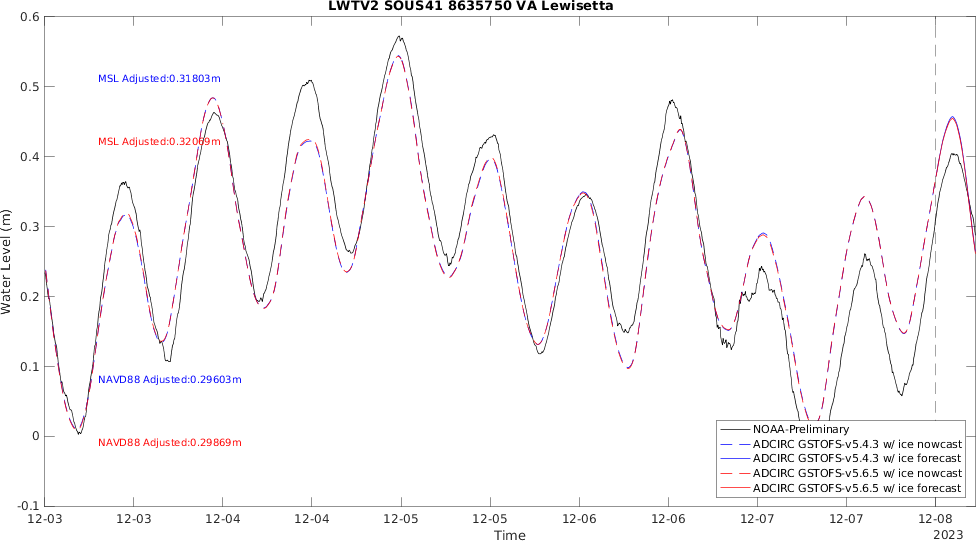 LWTV2 SOUS41 8635750 VA Lewisetta
0.6
0.5
0.4
0.3
0.2
0.1
0
-0.1
Water Level (m)
MSL Adjusted:0.31803m
MSL Adjusted:0.32069m
NAVD88 Adjusted:0.29603m
NAVD88 Adjusted:0.29869m
NOAA-Preliminary
ADCIRC GSTOFS-v5.4.3 w/ ice nowcast
ADCIRC GSTOFS-v5.4.3 w/ ice forecast
ADCIRC GSTOFS-v5.6.5 w/ ice nowcast
ADCIRC GSTOFS-v5.6.5 w/ ice forecast
12-03 12-03 12-04 12-04 12-05 12-05 12-06 12-06 12-07 12-07 12-08
2023
Time